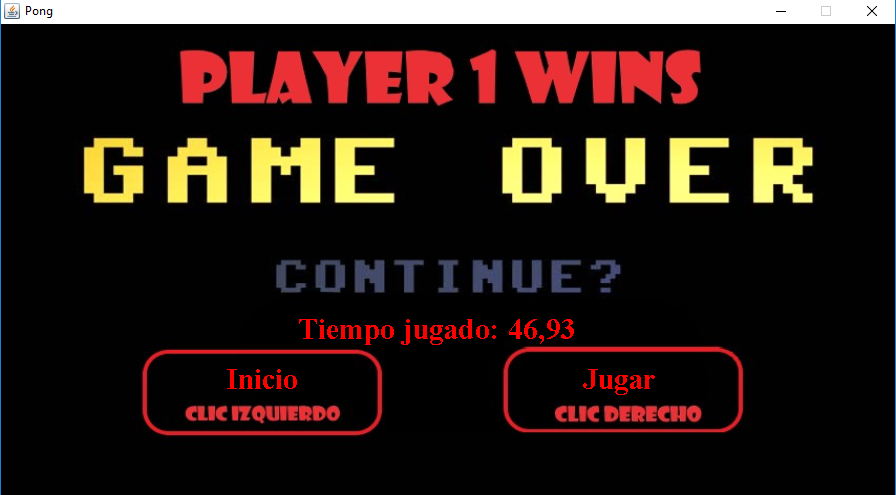 Pong
PLAYER 1 WINS
GAME OVER
CONTINUE?
Tiempo jugado: 46,93
Inicio
CLIC IZQUIERDO
Jugar
CLIC DERECHO